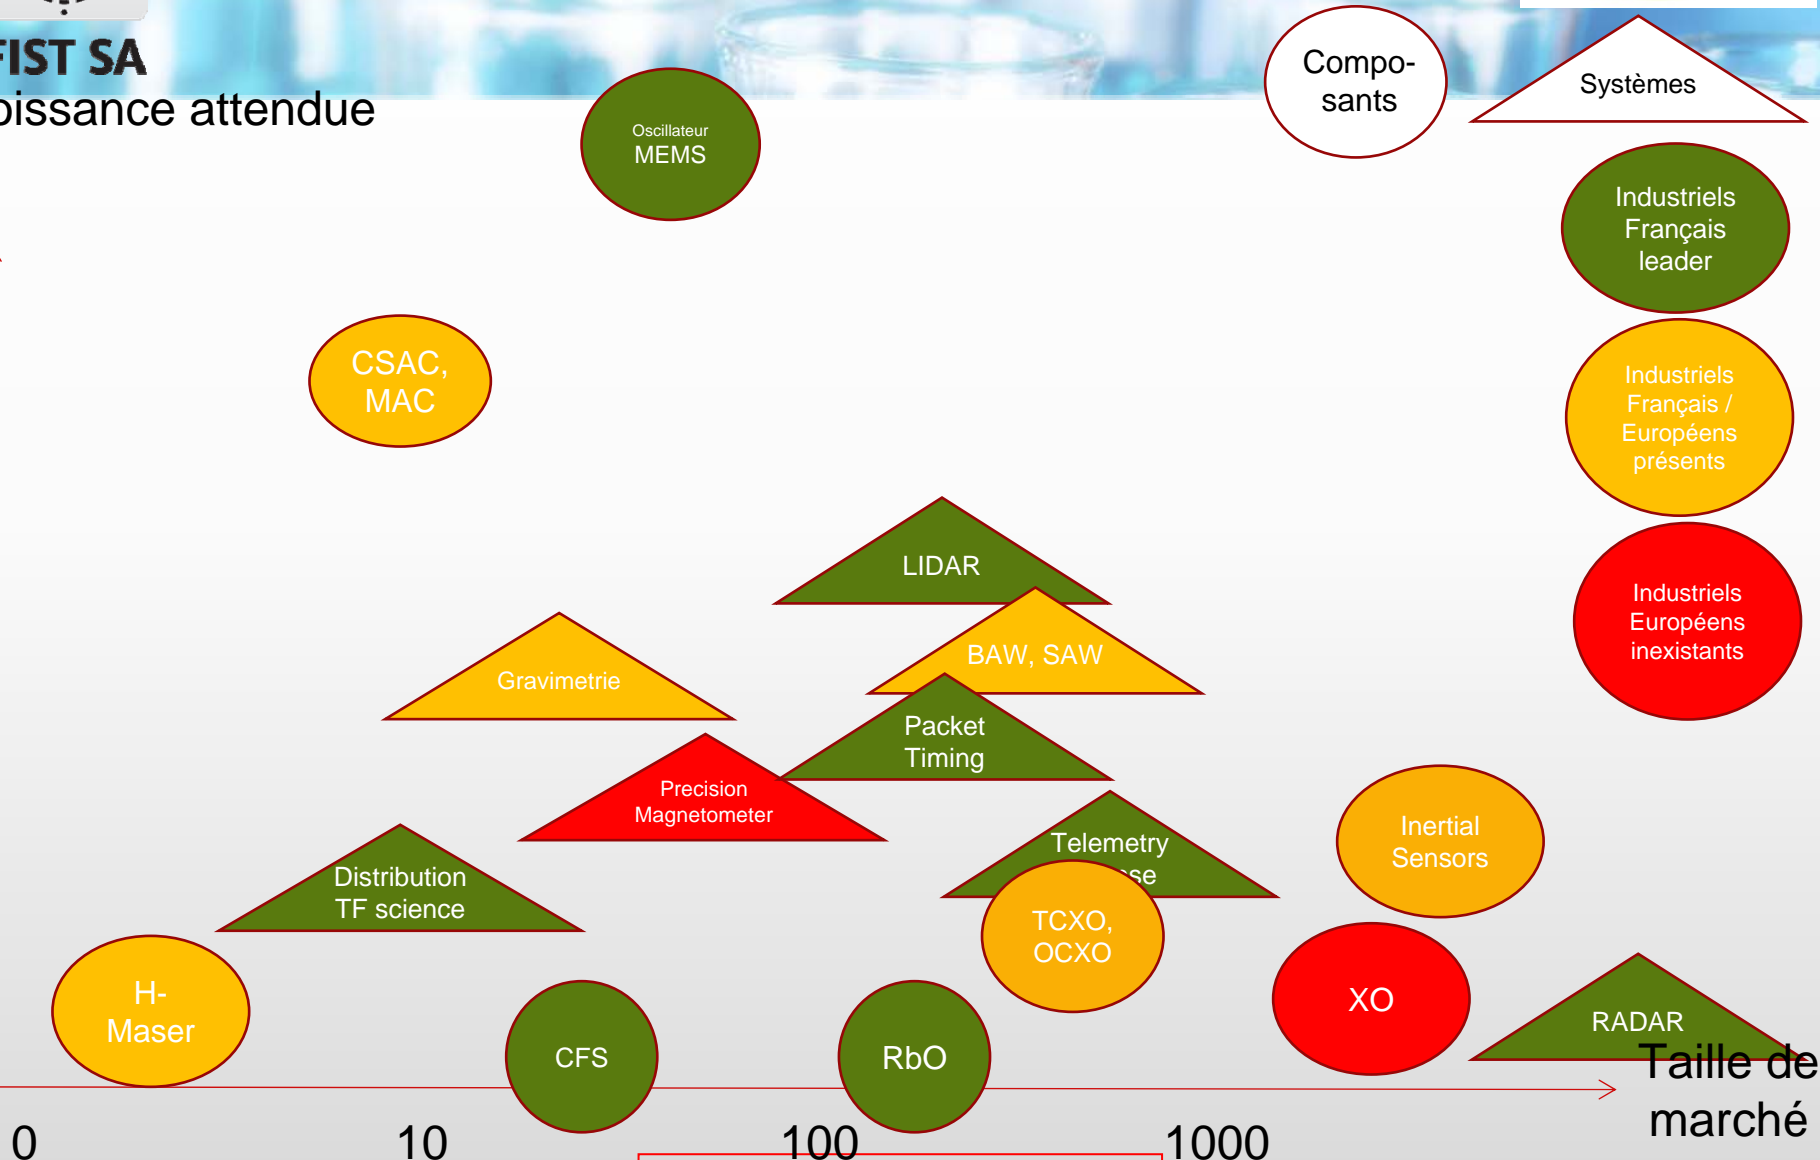 FIST SA
oissance attendue
Oscillateur
MEMS
Compo-
sants
Systèmes
Industriels
Français
leader
CSAC,
MAC
Industriels
Français /
Européens
présents
LIDAR
Industriels
Européens
inexistants
BAW, SAW
Gravimetrie
Packet
Timing
Precision
Magnetometer
Inertial
Sensors
Telemetry
se
Distribution
TF science
TCXO,
OCXO
H-
Maser
XO
RADAR
CFS
RbO
Taille de
marché
0 10 100 1000